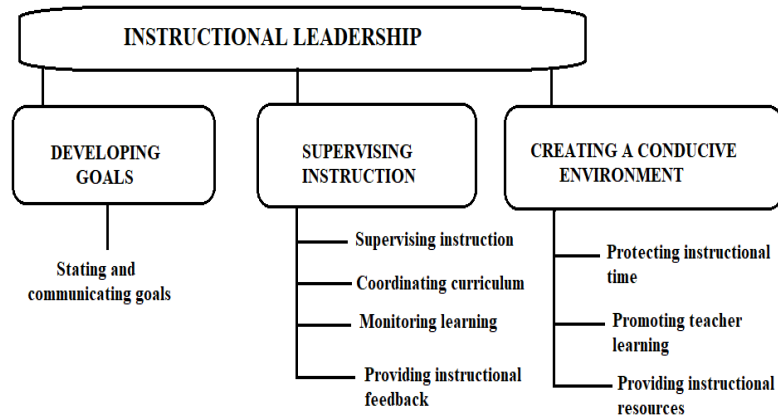 INSTRUCTIONAL LEADERSHIP
DEVELOPING
GOALS
Stating and
communicating goals
SUPERVISING
INSTRUCTION
Supervising instruction
Coordinating curriculum
Monitoring learning
Providing instructional
feedback
CREATING A CONDUCIVE
ENVIRONMENT
Protecting instructional
time
Promoting teacher
learning
Providing instructional
resources